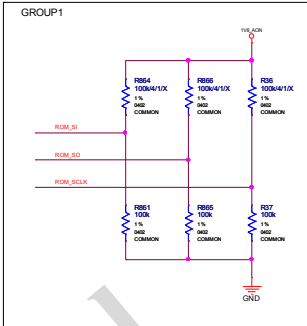 GROUP1
1V8_AON
R864
100k/4/1/X
1 %
0402
COMMON
R866
100k/4/1/X
1 %
0402
COMMON
R36
100k/4/1/X
1 %
0402
COMMON
ROM_SI
ROM_SO
ROM_SCLK
R861
100k
1 %
0402
COMMON
R865
100k
1 %
0402
COMMON
R37
100k
1 %
0402
COMMON
GND